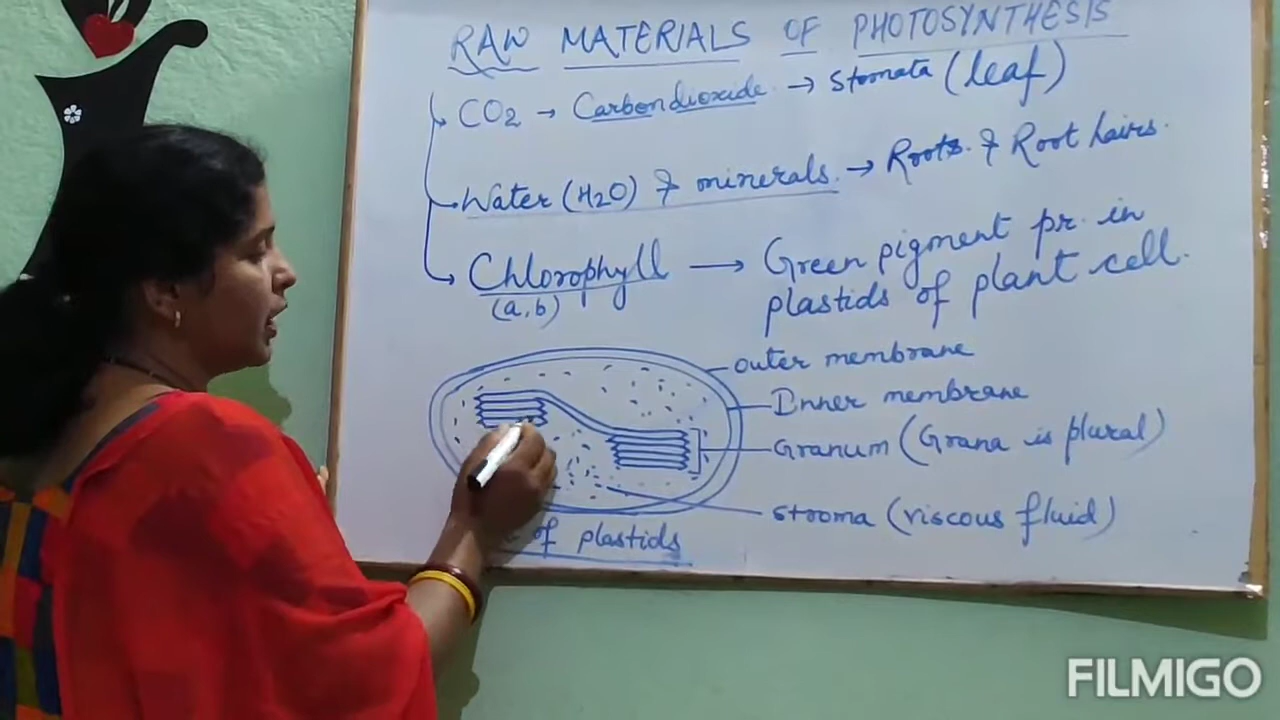 RAW MATERIALS OF PHOTOSYNTHESIS
CO2 → Carbondioxide → Stomata (leaf)
Water (H2O) & minerals → Roots & Root hairs.
Chlorophyll → Green pigment pr. in
(a,b)
plastids of plant cell.
outer membrane
Inner membrane
Granum (Grana is plural)
Stroma (viscous fluid)
of plastids
FILMIGO